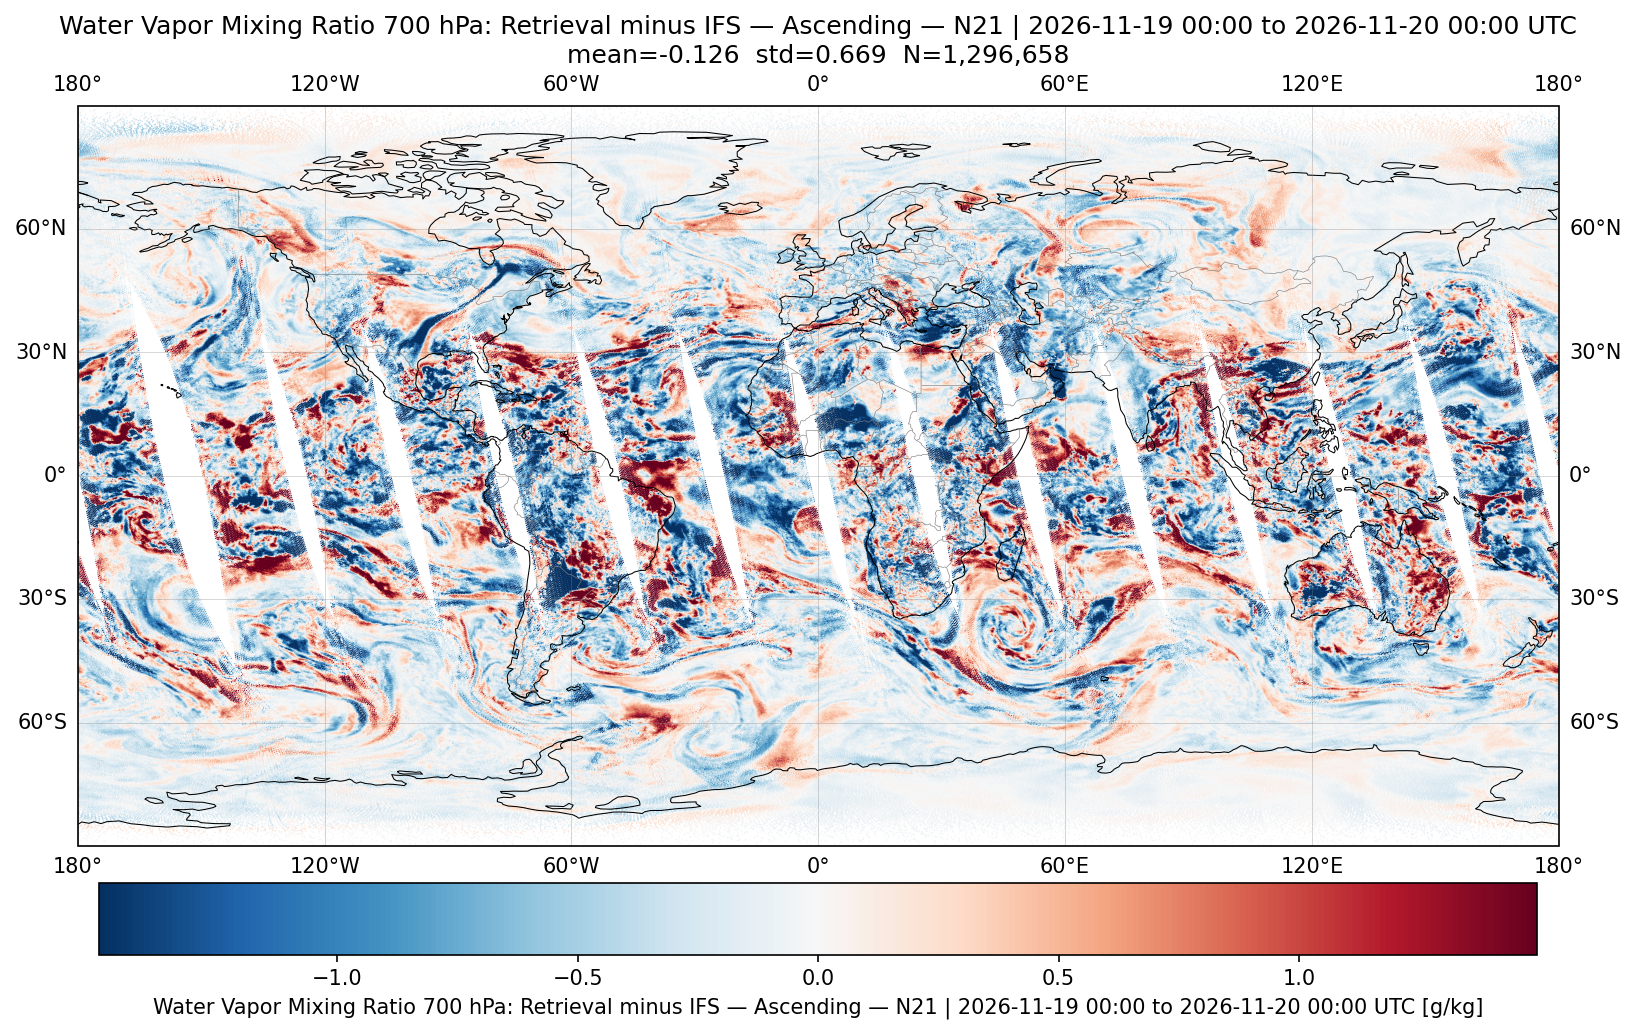 Water Vapor Mixing Ratio 700 hPa: Retrieval minus IFS — Ascending — N21 | 2026-11-19 00:00 to 2026-11-20 00:00 UTC
mean=-0.126  std=0.669  N=1,296,658
180° 120°W 60°W 0° 60°E 120°E 180°
60°N 60°N
30°N 30°N
0° 0°
30°S 30°S
60°S 60°S
180° 120°W 60°W 0° 60°E 120°E 180°
−1.0 −0.5 0.0 0.5 1.0
Water Vapor Mixing Ratio 700 hPa: Retrieval minus IFS — Ascending — N21 | 2026-11-19 00:00 to 2026-11-20 00:00 UTC [g/kg]